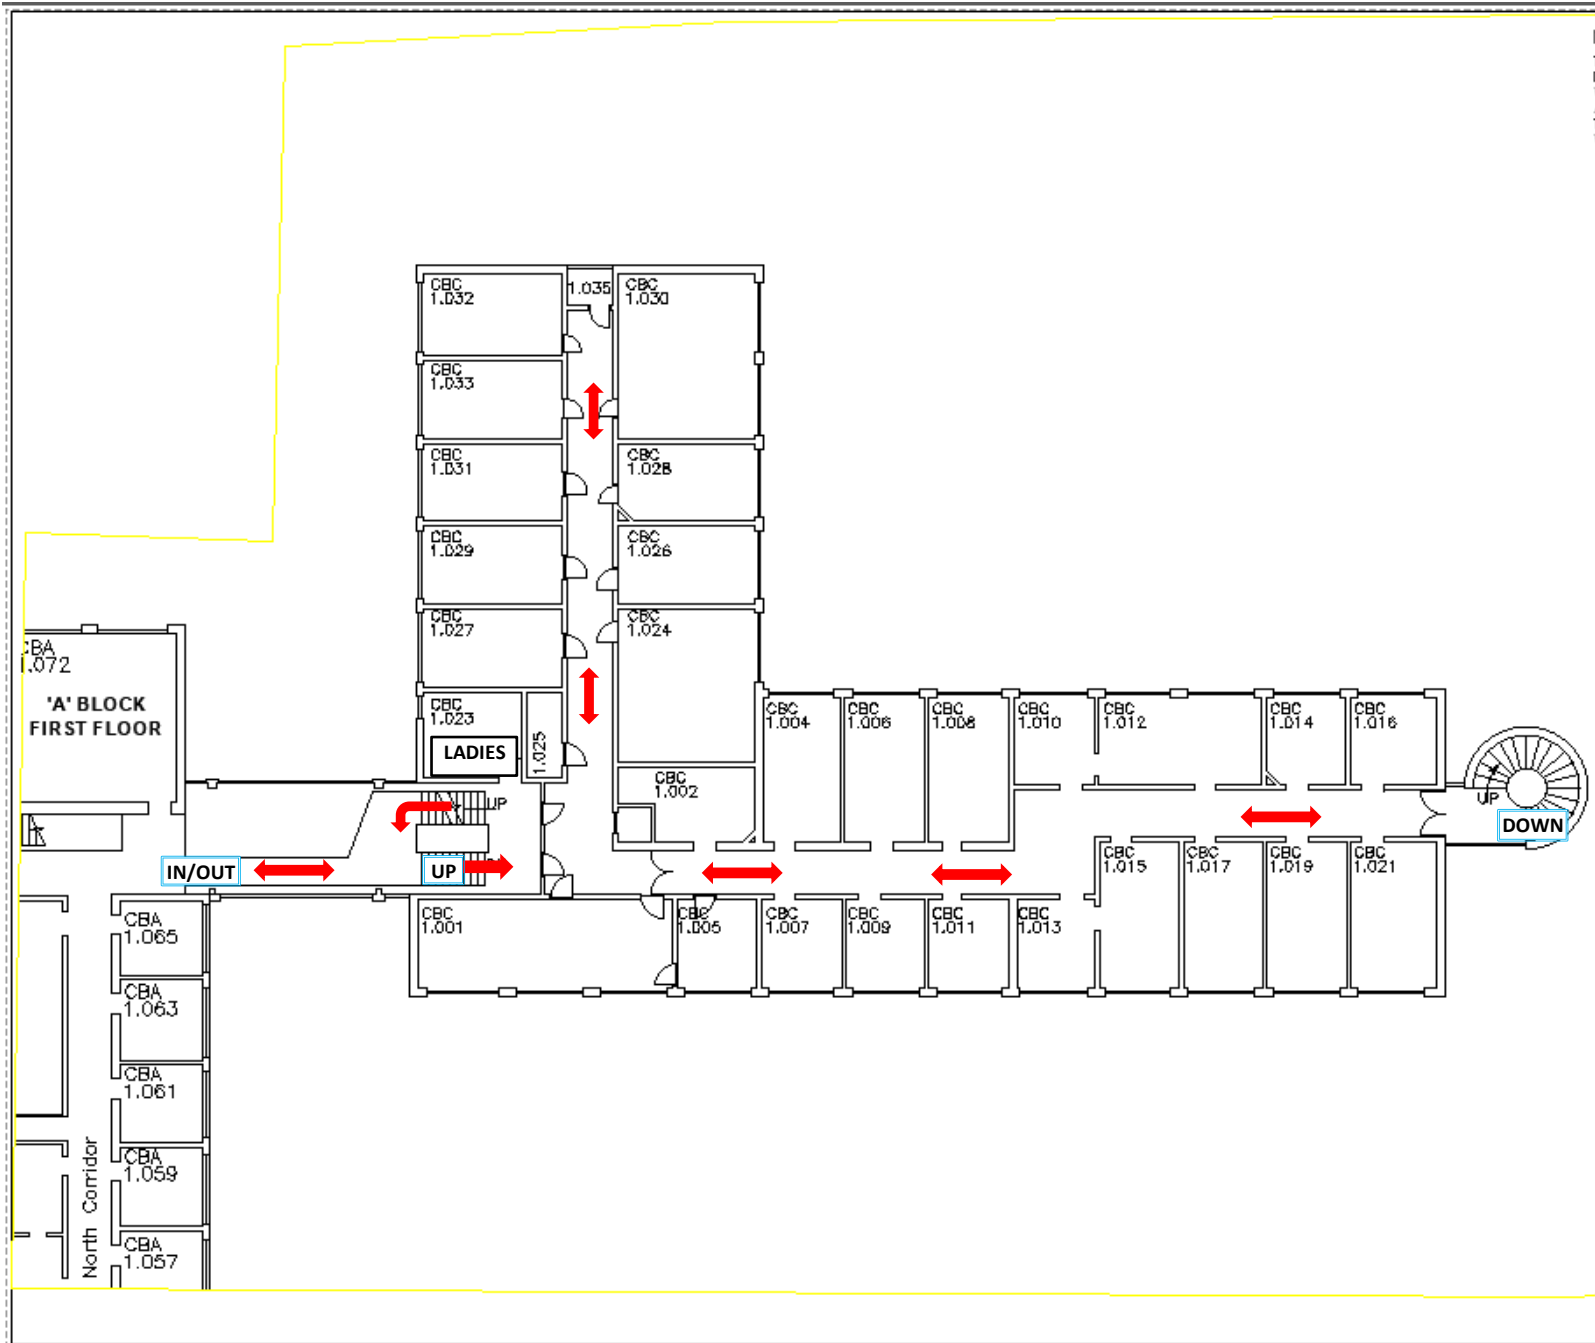 CBC
1.032
1.035
CBC
1.030
CBC
1.033
CBC
1.031
CBC
1.028
CBC
1.029
CBC
1.026
CBC
1.027
CBC
1.024
CBA
1.072
'A' BLOCK
FIRST FLOOR
CBC
1.023
LADIES
1.025
CBC
1.002
CBC
1.004
CBC
1.006
CBC
1.008
CBC
1.010
CBC
1.012
CBC
1.014
CBC
1.016
UP
UP
DOWN
IN/OUT
UP
CBC
1.001
CBC
1.005
CBC
1.007
CBC
1.009
CBC
1.011
CBC
1.013
CBC
1.015
CBC
1.017
CBC
1.019
CBC
1.021
CBA
1.065
CBA
1.063
CBA
1.061
CBA
1.059
CBA
1.057
North Corridor